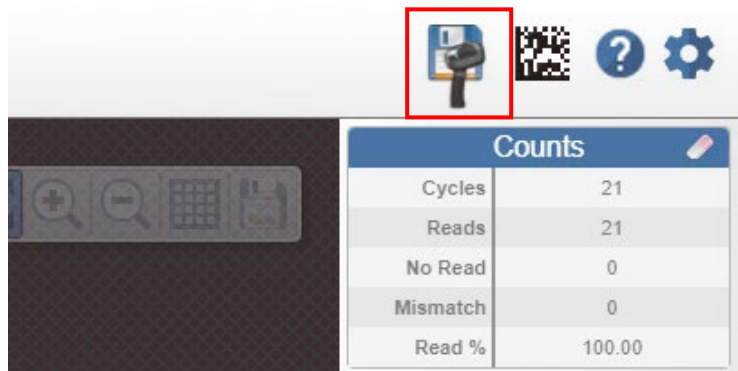 ?
Counts
Cycles 21
Reads 21
No Read 0
Mismatch 0
Read % 100.00